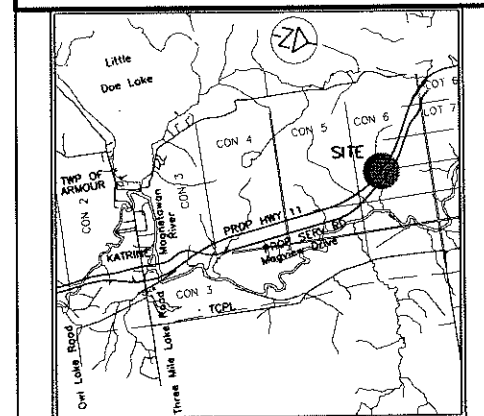 Little
Doe Lake
TWP OF
ARMOUR
CON 2
CON 3
Magnetawan
River
CON 4
CON 5
CON 6
LOT 6
LOT 7
SITE
PROP HWY 11
PROP SERV RD
KATRINE
CON 3
TCPL
Owl Lake Road
Three Mile Lake Road